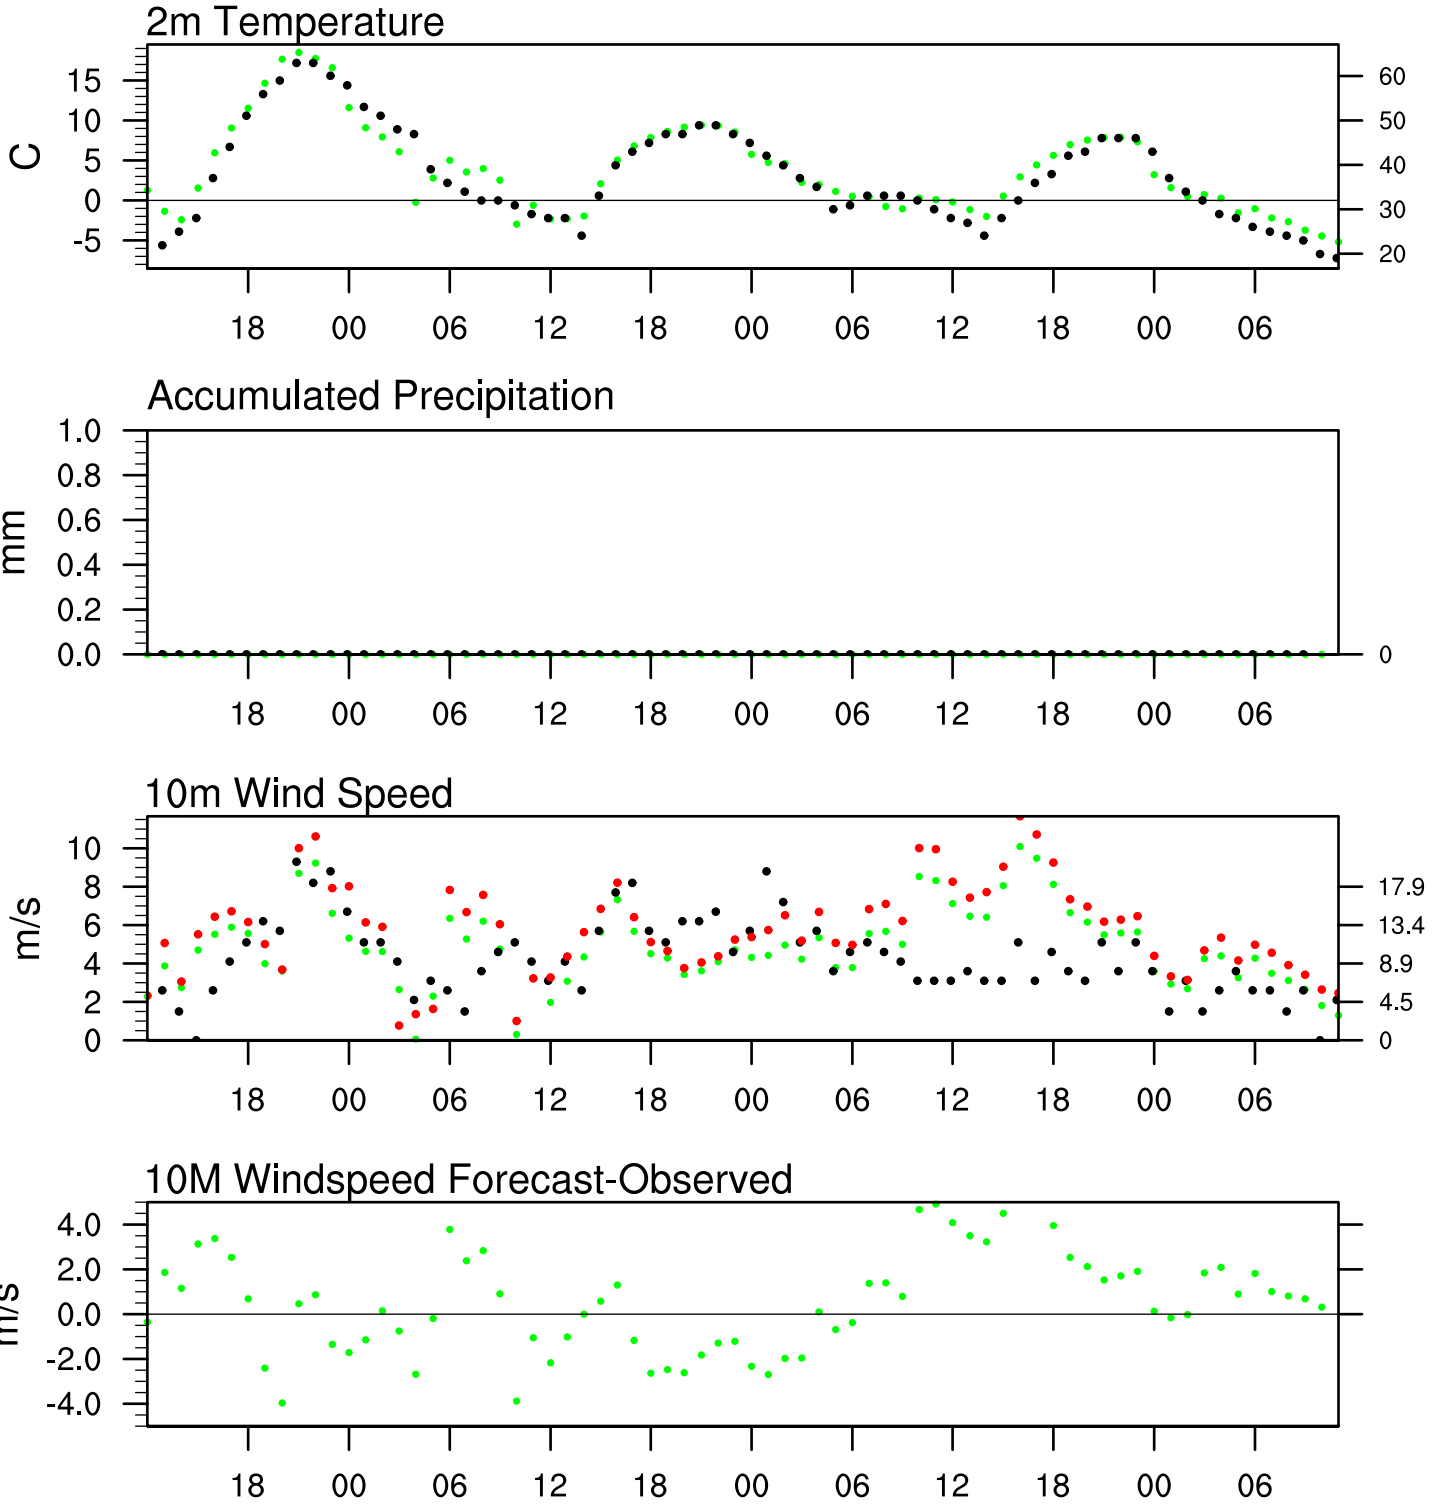 2m Temperature
C
15
10
5
0
-5
60
50
40
30
20
18 00 06 12 18 00 06 12 18 00 06
Accumulated Precipitation
mm
1.0
0.8
0.6
0.4
0.2
0.0
0
18 00 06 12 18 00 06 12 18 00 06
10m Wind Speed
m/s
10
8
6
4
2
0
17.9
13.4
8.9
4.5
0
18 00 06 12 18 00 06 12 18 00 06
10M Windspeed Forecast-Observed
m/s
4.0
2.0
0.0
-2.0
-4.0
18 00 06 12 18 00 06 12 18 00 06